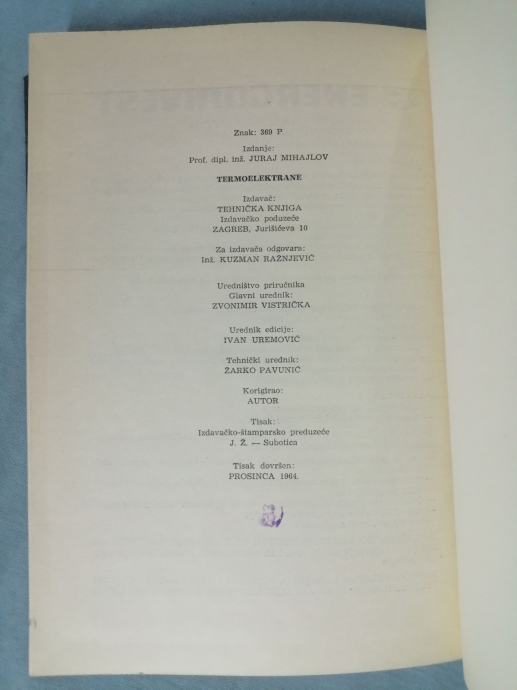 Znak: 369 P
Izdanje:
Prof. dipl. inž. JURAJ MIHAJLOV
TERMOELEKTRANE
Izdavač:
TEHNIČKA KNJIGA
Izdavačko poduzeće
ZAGREB, Jurišićeva 10
Za izdavača odgovara:
Inž. KUZMAN RAŽNJEVIĆ
Uredništvo priručnika
Glavni urednik:
ZVONIMIR VISTRIČKA
Urednik edicije:
IVAN UREMOVIĆ
Tehnički urednik:
ŽARKO PAVUNIĆ
Korigirao:
AUTOR
Tisak:
Izdavačko-štamparsko preduzeće
J. Ž. — Subotica
Tisak dovršen:
PROSINCA 1964.